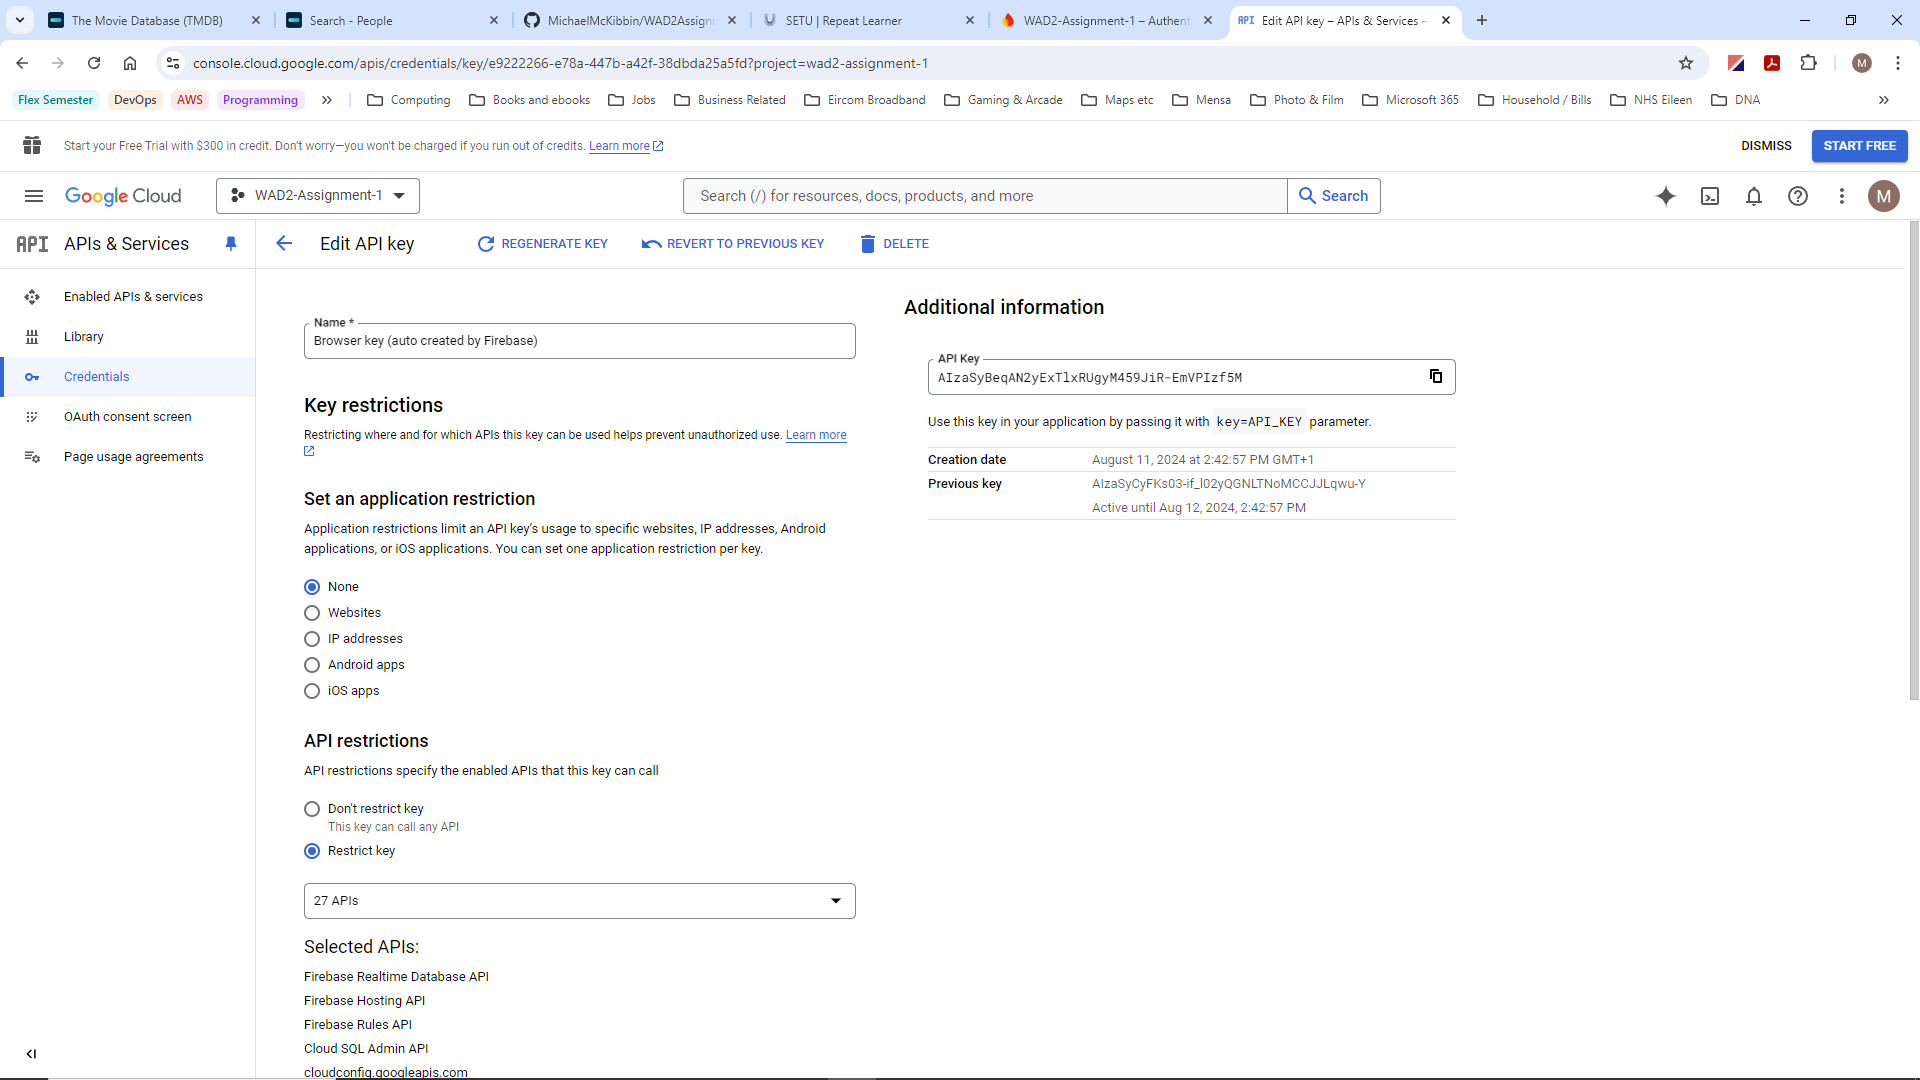 The Movie Database (TMDB)
Search - People
MichaelMcKibbin/WAD2Assignm
SETU | Repeat Learner
WAD2-Assignment-1 – Authent
API Edit API key – APIs & Services –
console.cloud.google.com/apis/credentials/key/e9222266-e78a-447b-a42f-38dbda25a5fd?project=wad2-assignment-1
M
Flex Semester
DevOps
AWS
Programming
Computing
Books and ebooks
Jobs
Business Related
Eircom Broadband
Gaming & Arcade
Maps etc
Mensa
Photo & Film
Microsoft 365
Household / Bills
NHS Eileen
DNA
Start your Free Trial with $300 in credit. Don’t worry—you won’t be charged if you run out of credits. Learn more
DISMISS
START FREE
Google Cloud
WAD2-Assignment-1
Search (/) for resources, docs, products, and more
Search
M
API APIs & Services
Edit API key
REGENERATE KEY
REVERT TO PREVIOUS KEY
DELETE
Enabled APIs & services
Library
Credentials
OAuth consent screen
Page usage agreements
Name *
Browser key (auto created by Firebase)
Key restrictions
Restricting where and for which APIs this key can be used helps prevent unauthorized use. Learn more
Set an application restriction
Application restrictions limit an API key’s usage to specific websites, IP addresses, Android
applications, or iOS applications. You can set one application restriction per key.
None
Websites
IP addresses
Android apps
iOS apps
API restrictions
API restrictions specify the enabled APIs that this key can call
Don't restrict key
This key can call any API
Restrict key
27 APIs
Selected APIs:
Firebase Realtime Database API
Firebase Hosting API
Firebase Rules API
Cloud SQL Admin API
cloudconfig.googleapis.com
Additional information
API Key
AIzaSyBeqAN2yExTlxRUgyM459JiR-EmVPIzf5M
Use this key in your application by passing it with key=API_KEY parameter.
Creation date August 11, 2024 at 2:42:57 PM GMT+1
Previous key AIzaSyCyFKs03-if_l02yQGNLTNoMCCJJLqwu-Y
Active until Aug 12, 2024, 2:42:57 PM